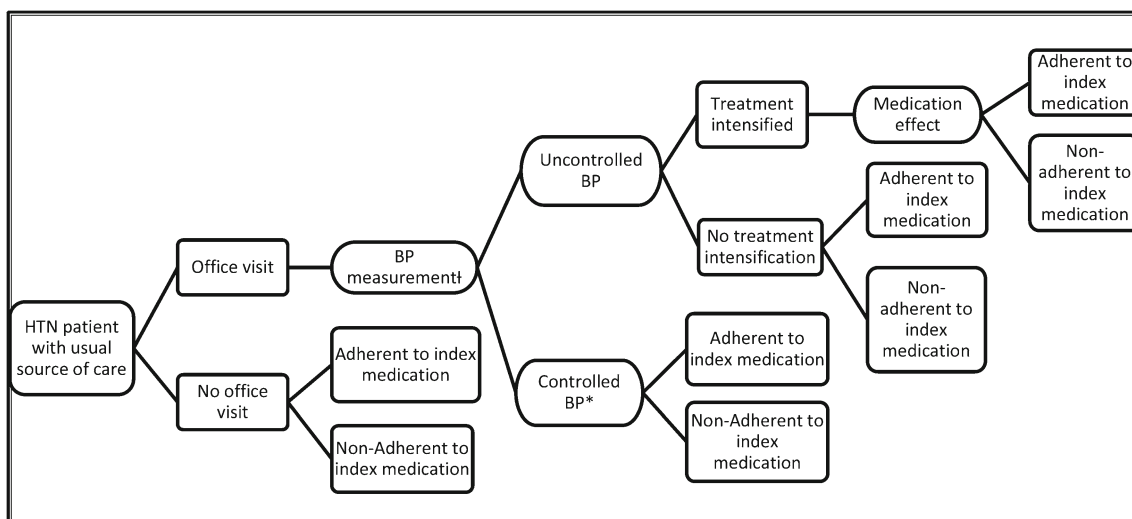 HTN patient
with usual
source of care
Office visit
No office
visit
BP
measurementƗ
Adherent to index
medication
Non-Adherent to
index medication
Uncontrolled
BP
Controlled
BP*
Treatment
intensified
No treatment
intensification
Adherent to
index medication
Non-Adherent to
index
medication
Medication
effect
Adherent to
index
medication
Non-
adherent to
index
medication
Adherent to
index
medication
Non-
adherent to
index
medication